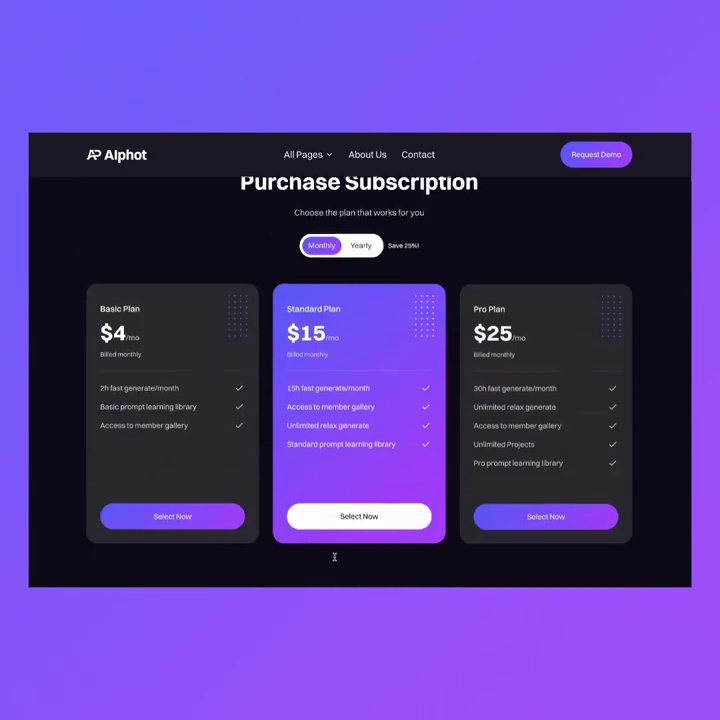 Alphot
All Pages
About Us
Contact
Request Demo
Purchase Subscription
Choose the plan that works for you
Monthly
Yearly
Save 25%!
Basic Plan
$4/mo
Billed monthly
2h fast generate/month
Basic prompt learning library
Access to member gallery
Select Now
Standard Plan
$15/mo
Billed monthly
15h fast generate/month
Access to member gallery
Unlimited relax generate
Standard prompt learning library
Select Now
Pro Plan
$25/mo
Billed monthly
30h fast generate/month
Unlimited relax generate
Access to member gallery
Unlimited Projects
Pro prompt learning library
Select Now